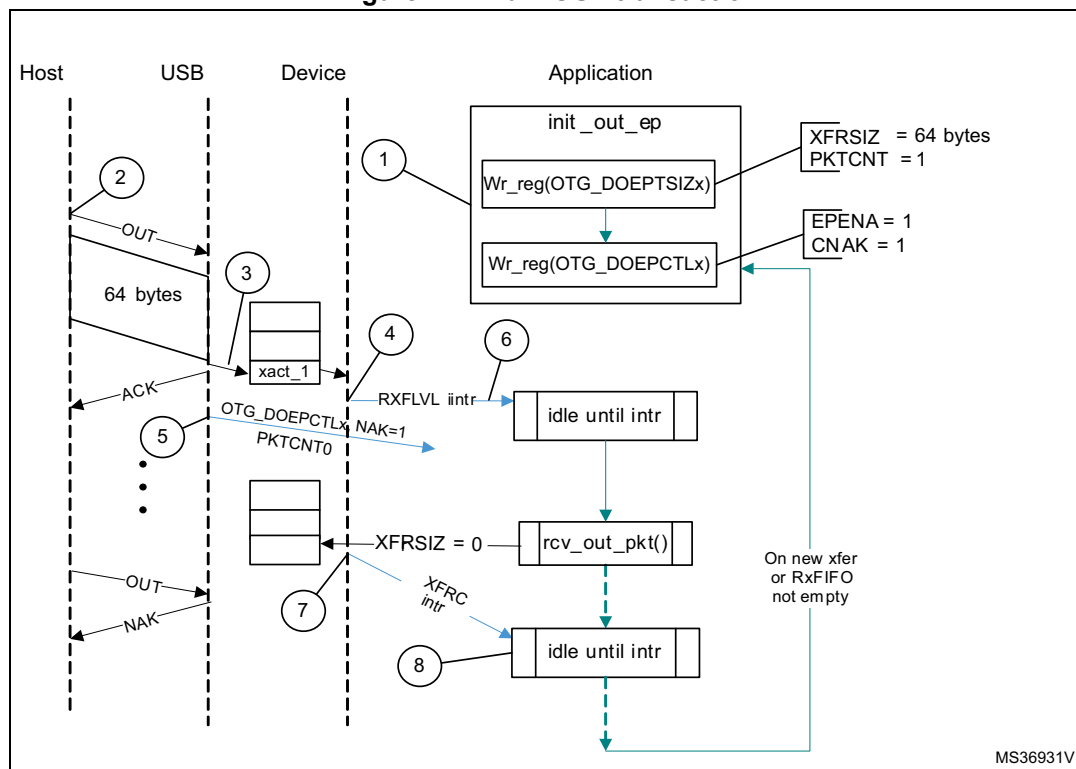 Host
USB
Device
Application
init _out_ep
XFRSIZ = 64 bytes
PKTCNT = 1
1
Wr_reg(OTG_DOEPTSIZx)
2
OUT
EPENA = 1
CNAK = 1
Wr_reg(OTG_DOEPCTLx)
3
64 bytes
4
6
xact_1
ACK
RXFLVL iintr
idle until intr
OTG_DOEPCTLx, NAK=1
PKTCNT0
5
XFRSIZ = 0
rcv_out_pkt()
On new xfer
or RxFIFO
not empty
OUT
7
XFRC
intr
NAK
8
idle until intr
MS36931V